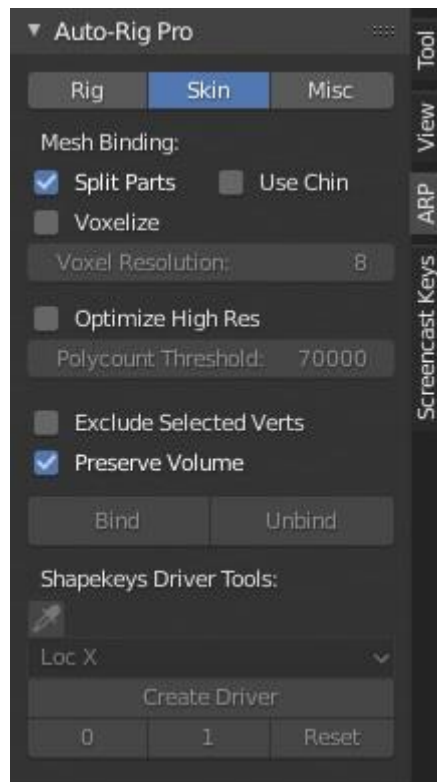 Auto-Rig Pro
Rig Skin Misc
Mesh Binding:
Split Parts Use Chin
Voxelize
Voxel Resolution: 8
Optimize High Res
Polycount Threshold: 70000
Exclude Selected Verts
Preserve Volume
Bind Unbind
Shapekeys Driver Tools:
Loc X
Create Driver
0 1 Reset
Tool
View
ARP
Screencast Keys